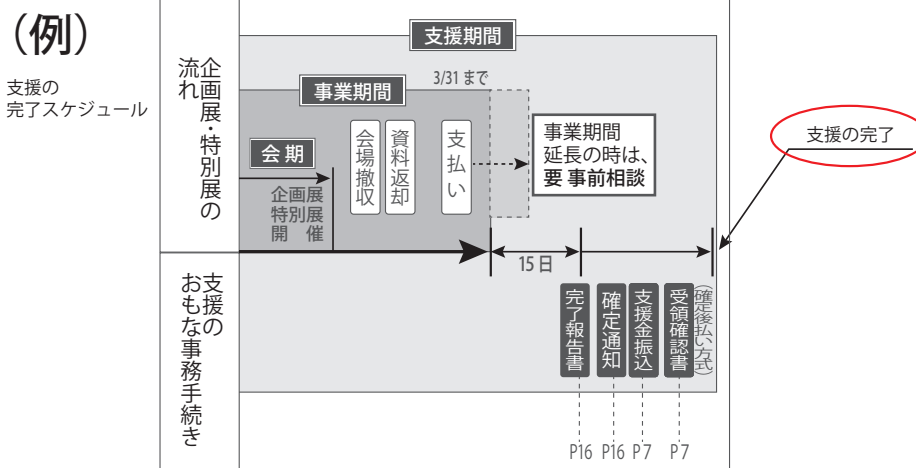 （例）
支援の
完了スケジュール
企画展・特別展の
流れ
支援期間
事業期間
3/31 まで
会 期
企画展
特別展
開　催
会場撤収
資料返却
支払い
事業期間
延長の時は、
要 事前相談
支援の完了
15 日
支援の
おもな事務手続き
完了報告書
確定通知
支援金振込
受領確認書
（確定後払い方式）
P16
P16
P7
P7